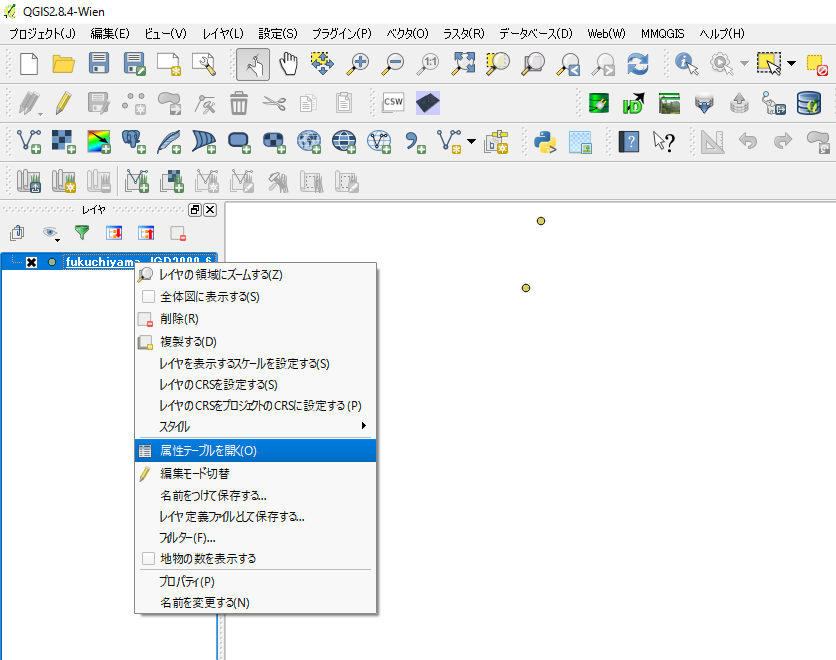 QGIS2.8.4-Wien
プロジェクト(J) 編集(E) ビュー(V) レイヤ(L) 設定(S) プラグイン(P) ベクタ(O) ラスタ(R) データベース(D) Web(W) MMQGIS ヘルプ(H)
1:1
CSW
HD
レイヤ
fukuchiyama_JGD2000_6
レイヤの領域にズームする(Z)
全体図に表示する(S)
削除(R)
複製する(D)
レイヤを表示するスケールを設定する(S)
レイヤのCRSを設定する(S)
レイヤのCRSをプロジェクトのCRSに設定する(P)
スタイル
属性テーブルを開く(O)
編集モード切替
名前をつけて保存する...
レイヤ定義ファイルとして保存する...
フィルター(F)...
地物の数を表示する
プロパティ(P)
名前を変更する(N)